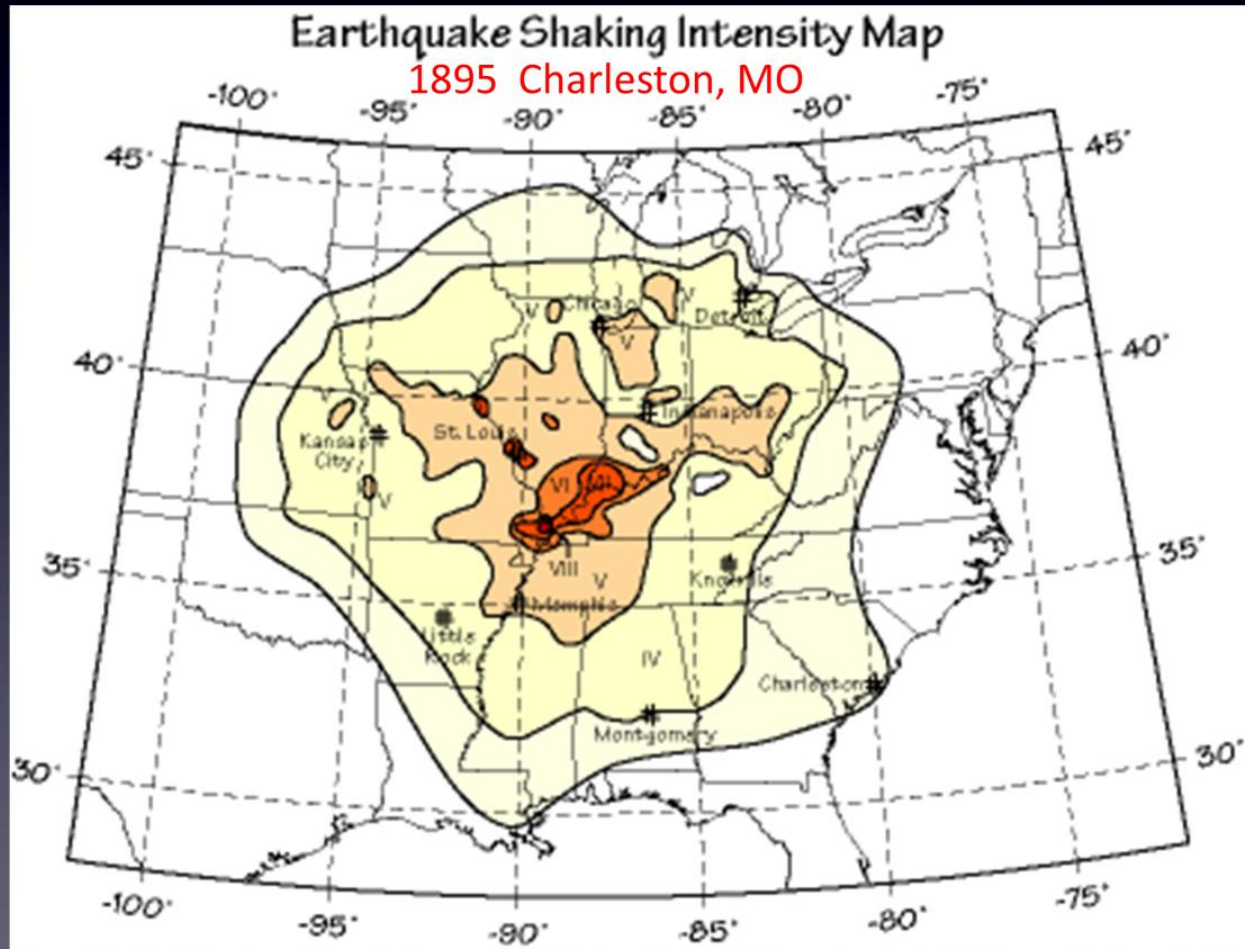 Earthquake Shaking Intensity Map
1895 Charleston, MO
-100° -95° -90° -85° -80° -75°
45° 45°
V Chicago V Detroit
V
40° 40°
Indianapolis
Kansas City St. Louis
VI VII
V
35° 35°
VIII V Knoxville
Memphis
Little Rock
IV
Charleston
Montgomery
30° 30°
-100° -95° -90° -85° -80° -75°